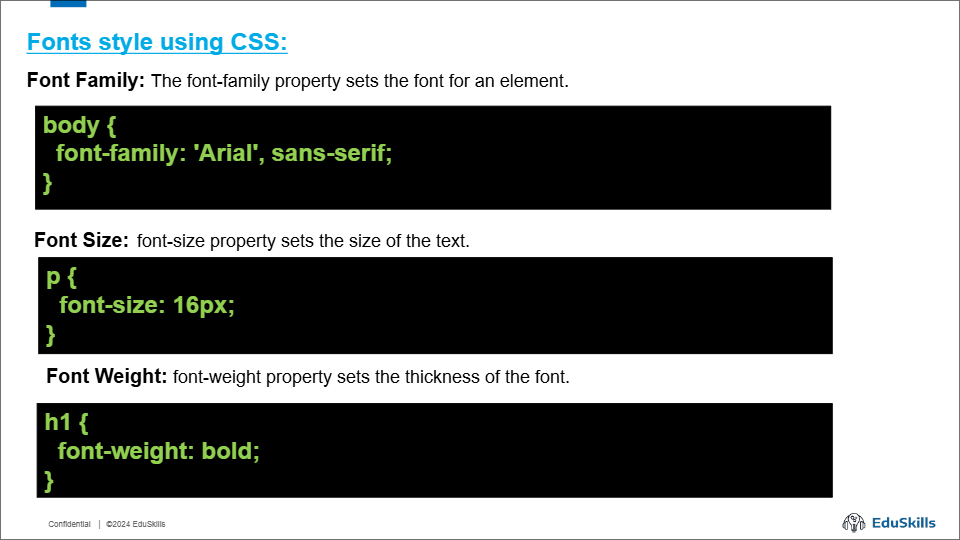 Fonts style using CSS:
Font Family: The font-family property sets the font for an element.
body {
  font-family: 'Arial', sans-serif;
}
Font Size: font-size property sets the size of the text.
p {
  font-size: 16px;
}
Font Weight: font-weight property sets the thickness of the font.
h1 {
  font-weight: bold;
}
Confidential | ©2024 EduSkills
EduSkills